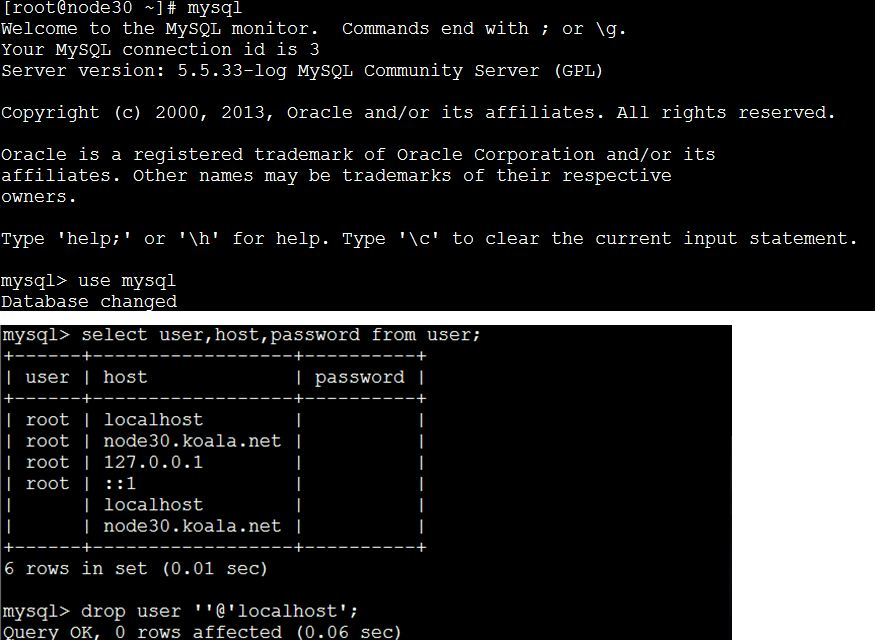 [root@node30 ~]# mysql
Welcome to the MySQL monitor.  Commands end with ; or \g.
Your MySQL connection id is 3
Server version: 5.5.33-log MySQL Community Server (GPL)
Copyright (c) 2000, 2013, Oracle and/or its affiliates. All rights reserved.
Oracle is a registered trademark of Oracle Corporation and/or its
affiliates. Other names may be trademarks of their respective
owners.
Type 'help;' or '\h' for help. Type '\c' to clear the current input statement.
mysql> use mysql
Database changed
mysql> select user,host,password from user;
+------+------------------+----------+
| user | host             | password |
+------+------------------+----------+
| root | localhost        |          |
| root | node30.koala.net |          |
| root | 127.0.0.1        |          |
| root | ::1              |          |
|      | localhost        |          |
|      | node30.koala.net |          |
+------+------------------+----------+
6 rows in set (0.01 sec)
mysql> drop user ''@'localhost';
Query OK, 0 rows affected (0.06 sec)